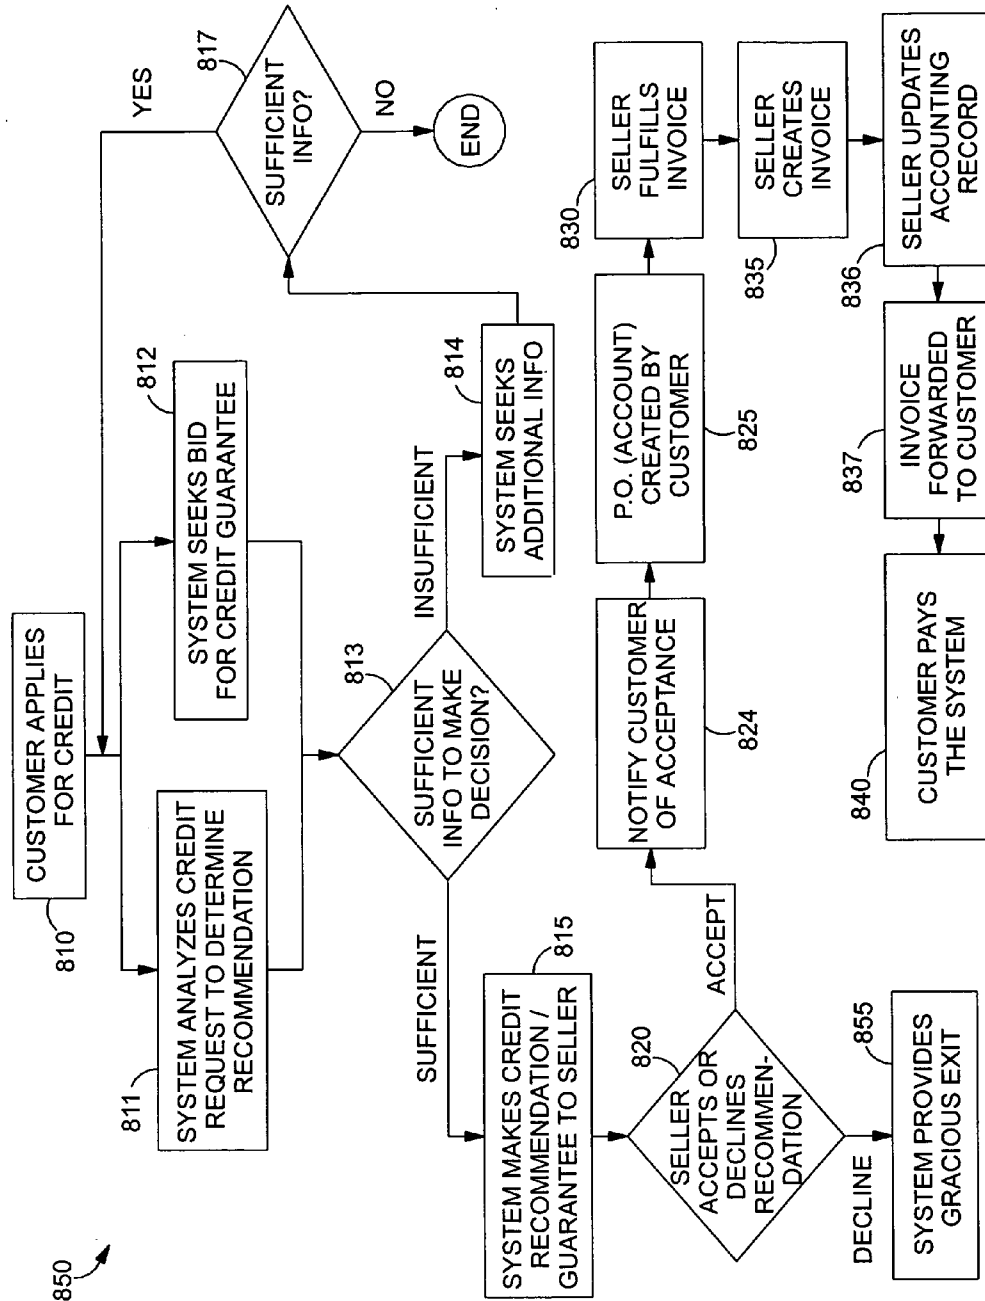 850
CUSTOMER APPLIES
FOR CREDIT
810
SYSTEM ANALYZES CREDIT
REQUEST TO DETERMINE
RECOMMENDATION
811
SYSTEM SEEKS BID
FOR CREDIT GUARANTEE
812
SUFFICIENT
INFO TO MAKE
DECISION?
813
INSUFFICIENT
SYSTEM SEEKS
ADDITIONAL INFO
814
SUFFICIENT
INFO?
817
YES
NO
END
SUFFICIENT
SYSTEM MAKES CREDIT
RECOMMENDATION /
GUARANTEE TO SELLER
815
SELLER
ACCEPTS OR
DECLINES
RECOMMEN-
DATION
820
DECLINE
SYSTEM PROVIDES
GRACIOUS EXIT
855
ACCEPT
NOTIFY CUSTOMER
OF ACCEPTANCE
824
P.O. (ACCOUNT)
CREATED BY
CUSTOMER
825
SELLER
FULFILLS
INVOICE
830
SELLER
CREATES
INVOICE
835
SELLER UPDATES
ACCOUNTING
RECORD
836
INVOICE
FORWARDED
TO CUSTOMER
837
CUSTOMER PAYS
THE SYSTEM
840